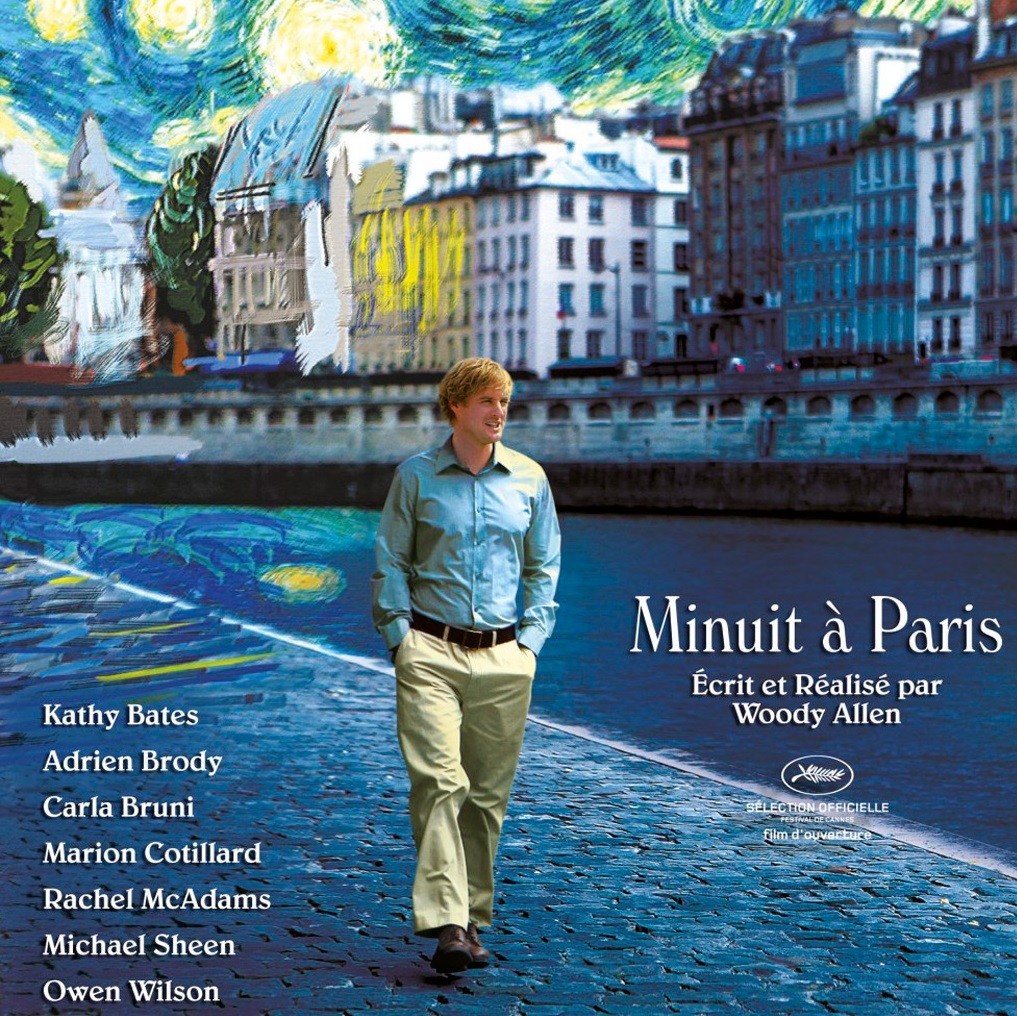 Minuit à Paris
Écrit et Réalisé par
Woody Allen
SÉLECTION OFFICIELLE
FESTIVAL DE CANNES
film d'ouverture
Kathy Bates
Adrien Brody
Carla Bruni
Marion Cotillard
Rachel McAdams
Michael Sheen
Owen Wilson